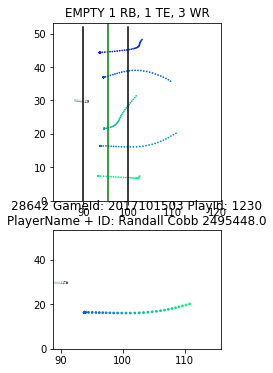 EMPTY 1 RB, 1 TE, 3 WR
50
40
30
20
10
0
90 100 110 120
28642 GameId: 2017101503 PlayId: 1230
PlayerName + ID: Randall Cobb 2495448.0
40
20
0
90 100 110